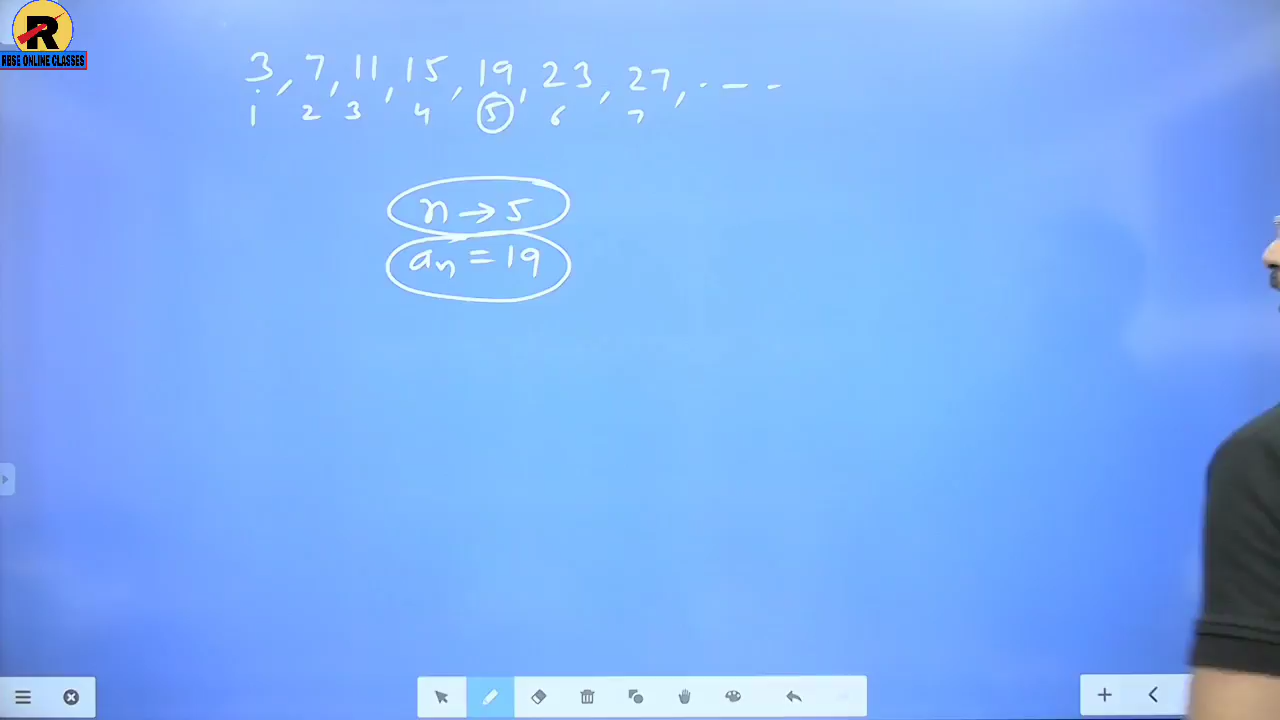 R
RBSE ONLINE CLASSES
3, 7, 11, 15, 19, 23, 27, . - - -
1 2 3 4 5 6 7
n → 5
aₙ = 19